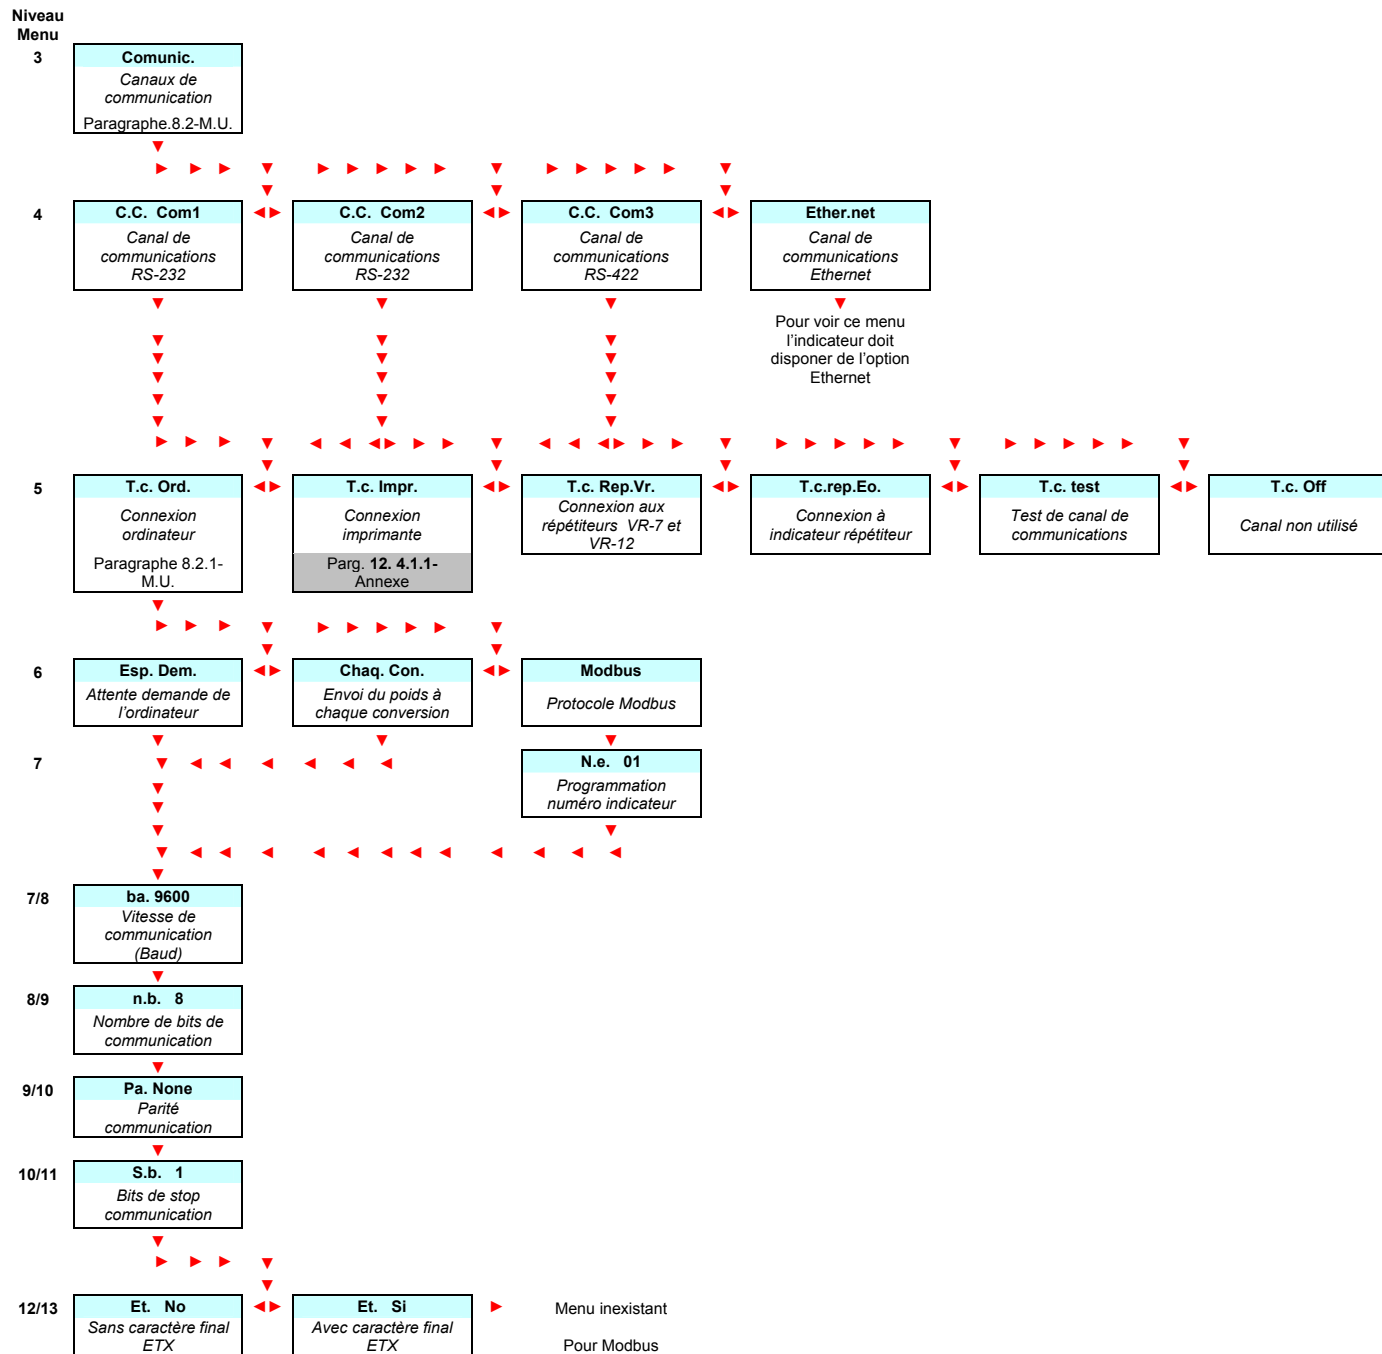 Niveau
Menu
3
Comunic.
Canaux de
communication
Paragraphe.8.2-M.U.
4
C.C. Com1
Canal de
communications
RS-232
C.C. Com2
Canal de
communications
RS-232
C.C. Com3
Canal de
communications
RS-422
Ether.net
Canal de
communications
Ethernet
Pour voir ce menu
l'indicateur doit
disponer de l'option
Ethernet
5
T.c. Ord.
Connexion
ordinateur
Paragraphe 8.2.1-
M.U.
T.c. Impr.
Connexion
imprimante
Parg. 12. 4.1.1-
Annexe
T.c. Rep.Vr.
Connexion aux
répétiteurs VR-7 et
VR-12
T.c.rep.Eo.
Connexion à
indicateur répétiteur
T.c. test
Test de canal de
communications
T.c. Off
Canal non utilisé
6
Esp. Dem.
Attente demande de
l'ordinateur
Chaq. Con.
Envoi du poids à
chaque conversion
Modbus
Protocole Modbus
7
N.e. 01
Programmation
numéro indicateur
7/8
ba. 9600
Vitesse de
communication
(Baud)
8/9
n.b. 8
Nombre de bits de
communication
9/10
Pa. None
Parité
communication
10/11
S.b. 1
Bits de stop
communication
12/13
Et. No
Sans caractère final
ETX
Et. Si
Avec caractère final
ETX
Menu inexistant
Pour Modbus